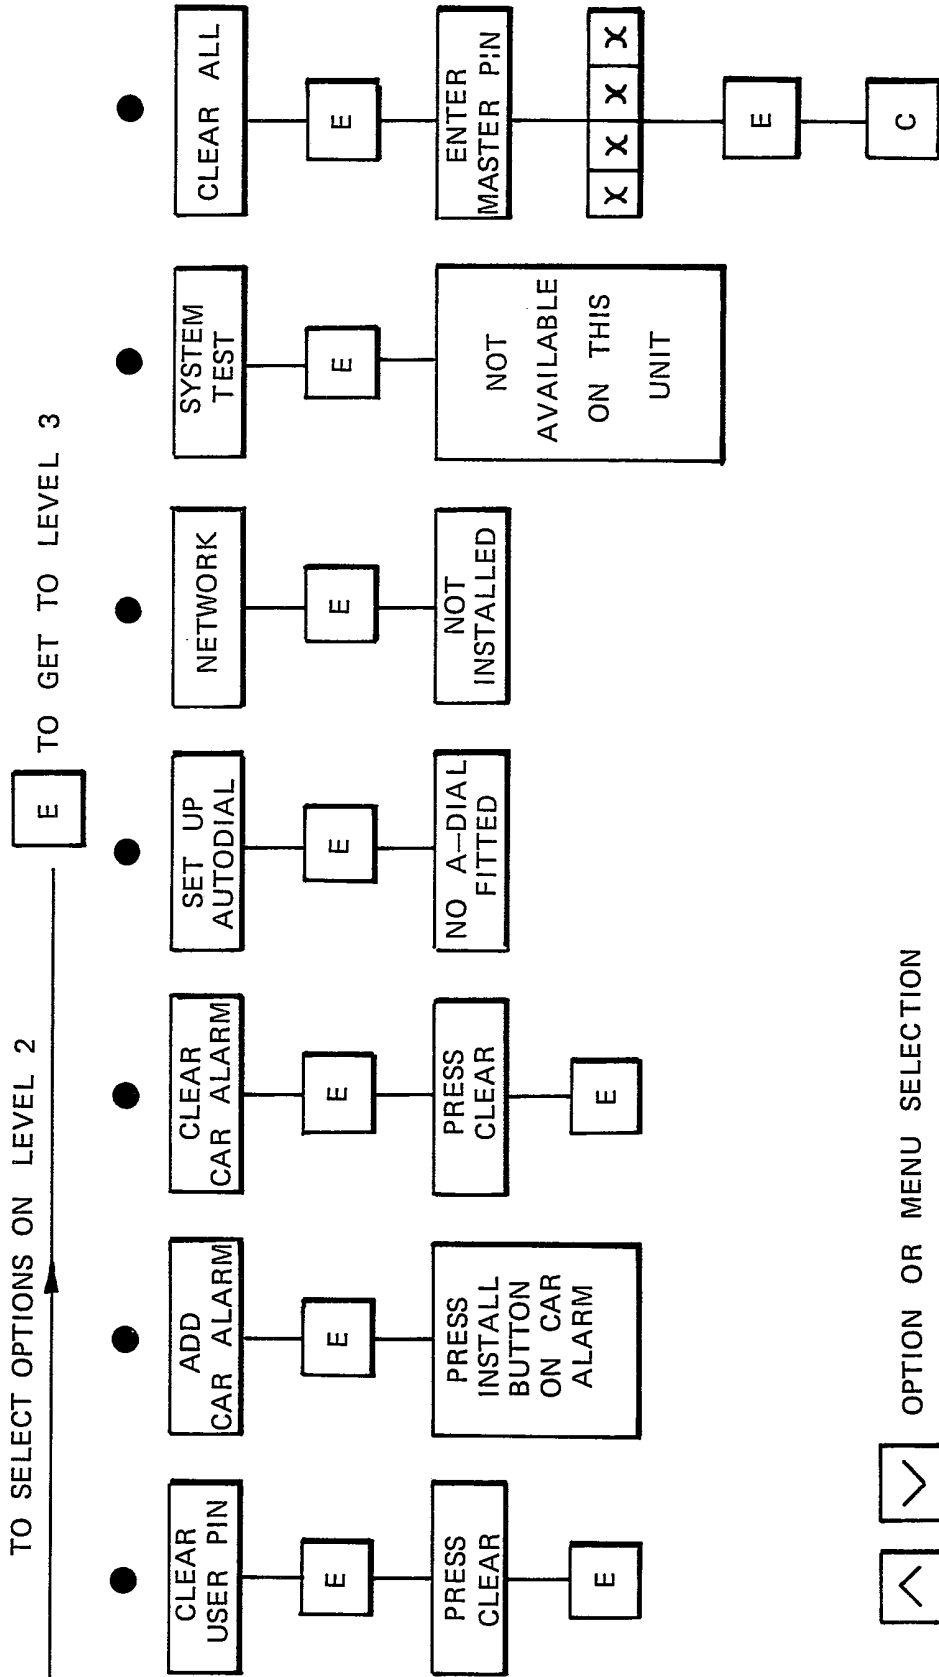 TO SELECT OPTIONS ON LEVEL 2
E TO GET TO LEVEL 3
CLEAR
USER PIN
E
PRESS
CLEAR
E
ADD
CAR ALARM
E
PRESS
INSTALL
BUTTON
ON CAR
ALARM
CLEAR
CAR ALARM
E
PRESS
CLEAR
E
SET UP
AUTODIAL
E
NO A-DIAL
FITTED
NETWORK
E
NOT
INSTALLED
SYSTEM
TEST
E
NOT
AVAILABLE
ON THIS
UNIT
CLEAR ALL
E
ENTER
MASTER PIN
X X X X
E
C
OPTION OR MENU SELECTION